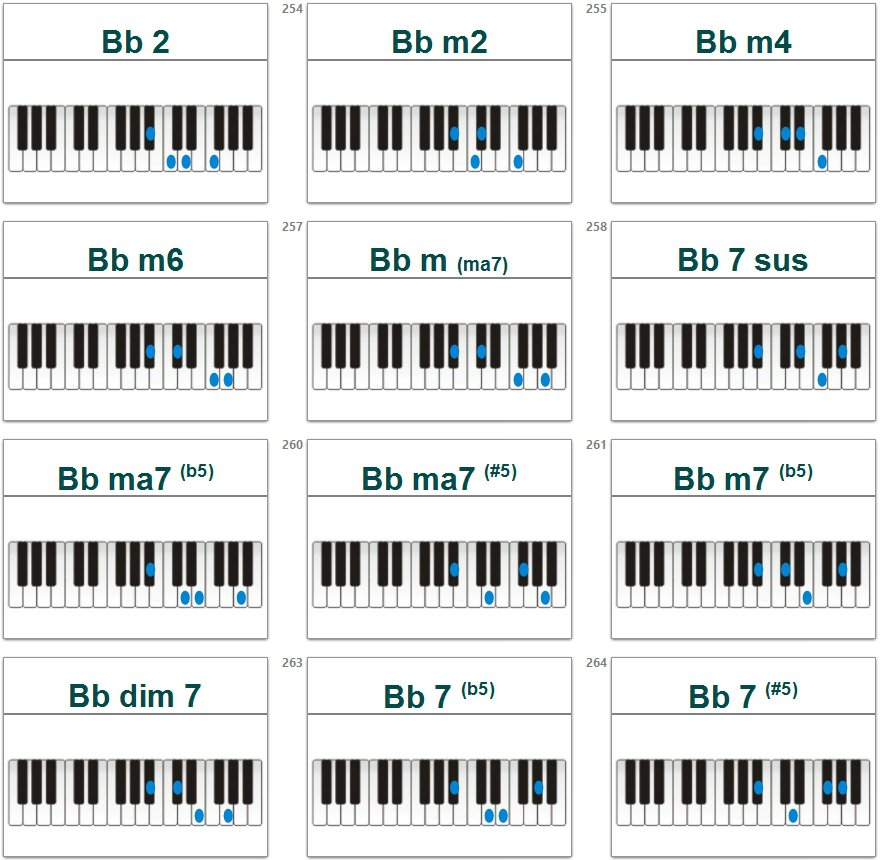 254
255
Bb 2
Bb m2
Bb m4
257
258
Bb m6
Bb m (ma7)
Bb 7 sus
260
261
Bb ma7 (b5)
Bb ma7 (#5)
Bb m7 (b5)
263
264
Bb dim 7
Bb 7 (b5)
Bb 7 (#5)